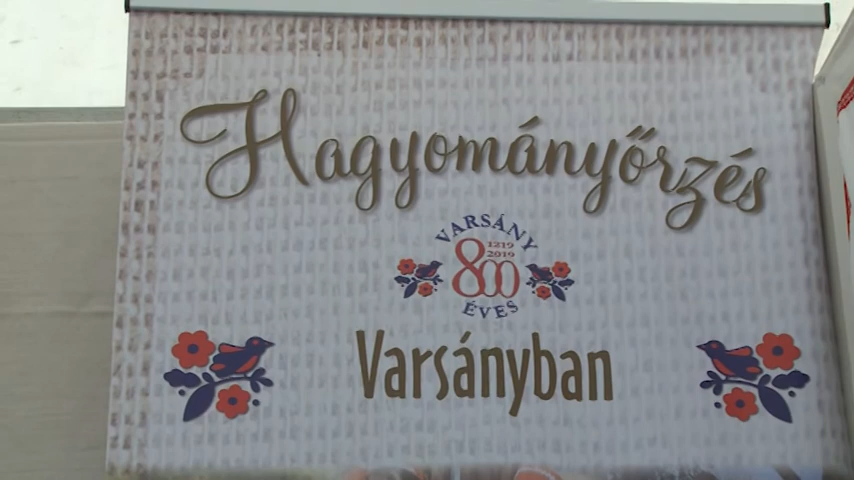 Hagyományőrzés
VARSÁNY
1219
2019
800
ÉVES
Varsányban